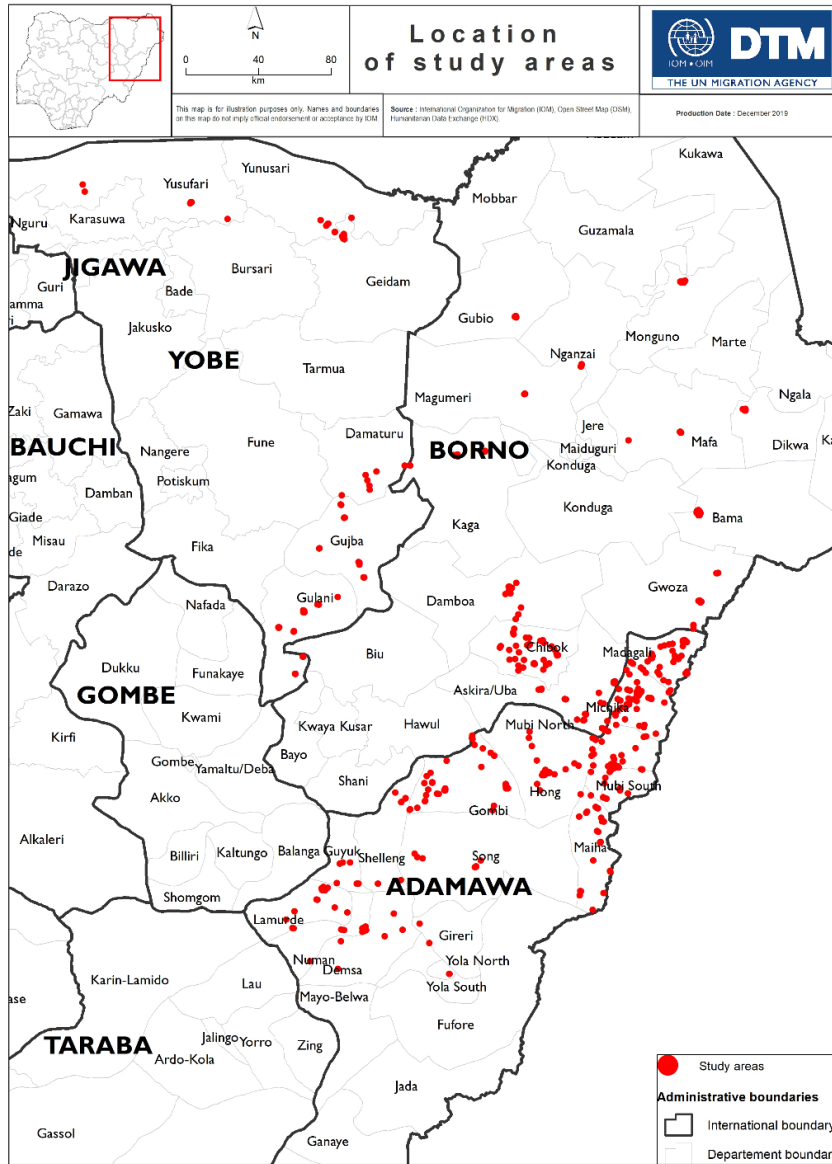 N
0 40 80
km
Location
of study areas
IOM • OIM
DTM
THE UN MIGRATION AGENCY
This map is for illustration purposes only. Names and boundaries
on this map do not imply official endorsement or acceptance by IOM.
Source : International Organization for Migration (IOM), Open Street Map (OSM),
Humanitarian Data Exchange (HDX).
Production Date : December 2019
Kukawa
Yunusari
Yusufari
Mobbar
Karasuwa
Nguru
Guzamala
JIGAWA
Bursari
Geidam
Guri
Bade
amma
Gubio
Jakusko
Monguno
Marte
YOBE
Nganzai
Tarmua
Magumeri
Ngala
Zaki
Gamawa
Jere
Damaturu
BAUCHI
Fune
BORNO
Maiduguri
Mafa
Dikwa
Ka
Nangere
Konduga
agum
Potiskum
Damban
Konduga
Giade
Bama
Kaga
Misau
Gujba
de
Fika
Darazo
Gwoza
Gulani
Damboa
Nafada
Chibok
Madagali
Biu
Dukku
Funakaye
GOMBE
Askira/Uba
Michika
Kwami
Kwaya Kusar
Hawul
Mubi North
Kirfi
Bayo
Gombe
Yamaltu/Deba
Shani
Mubi South
Hong
Akko
Gombi
Alkaleri
Maiha
Billiri
Kaltungo
Balanga
Guyuk
Shelleng
Song
ADAMAWA
Shomgom
Lamurde
Gireri
Numan
Yola North
Karin-Lamido
Demsa
Lau
Yola South
ase
Mayo-Belwa
Fufore
TARABA
Jalingo
Yorro
Zing
Ardo-Kola
Jada
Gassol
Ganaye
Study areas
Administrative boundaries
International boundary
Departement boundar